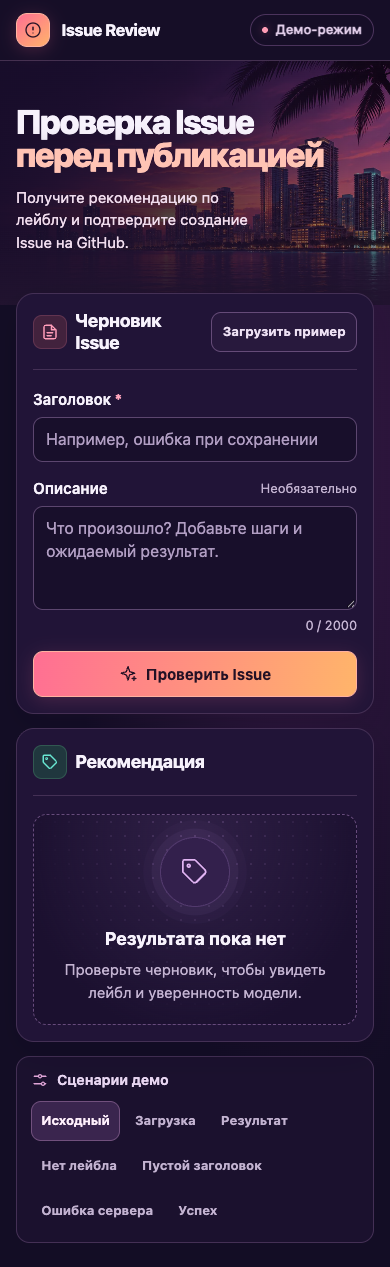 Issue Review
Демо-режим
Проверка Issue
перед публикацией
Получите рекомендацию по
лейблу и подтвердите создание
Issue на GitHub.
Черновик
Issue
Загрузить пример
Заголовок *
Например, ошибка при сохранении
Описание
Необязательно
Что произошло? Добавьте шаги и
ожидаемый результат.
0 / 2000
Проверить Issue
Рекомендация
Результата пока нет
Проверьте черновик, чтобы увидеть
лейбл и уверенность модели.
Сценарии демо
Исходный Загрузка Результат
Нет лейбла Пустой заголовок
Ошибка сервера Успех